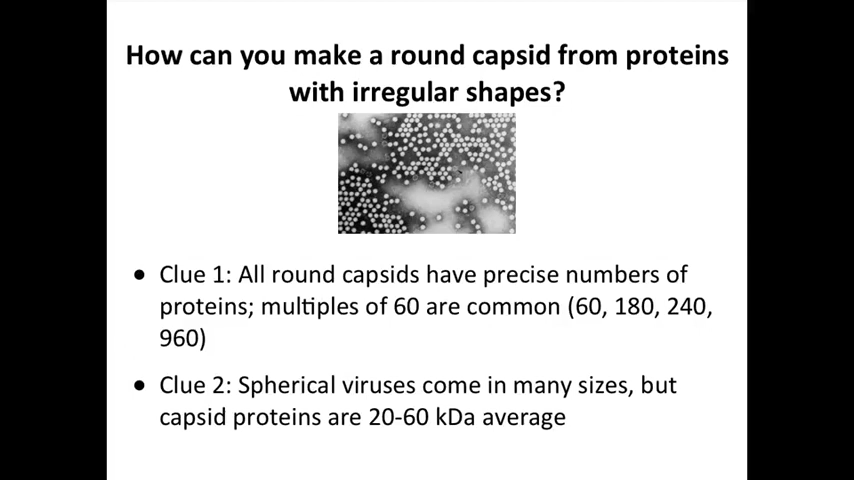 How can you make a round capsid from proteins
with irregular shapes?
● Clue 1: All round capsids have precise numbers of
proteins; multiples of 60 are common (60, 180, 240,
960)
● Clue 2: Spherical viruses come in many sizes, but
capsid proteins are 20-60 kDa average